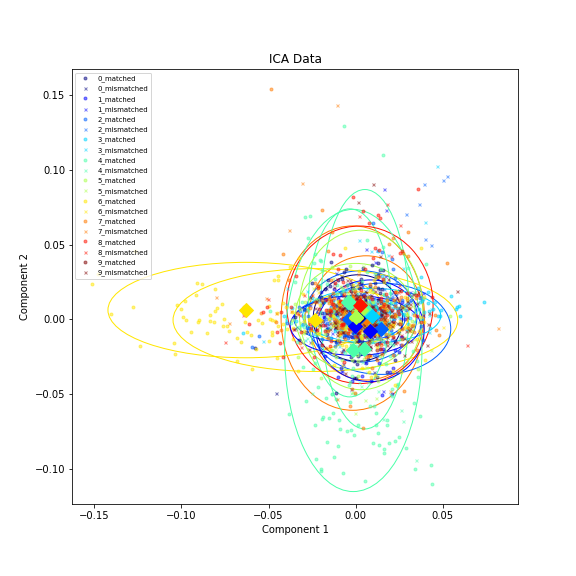 ICA Data
0_matched
0_mismatched
1_matched
1_mismatched
2_matched
2_mismatched
3_matched
3_mismatched
4_matched
4_mismatched
5_matched
5_mismatched
6_matched
6_mismatched
7_matched
7_mismatched
8_matched
8_mismatched
9_matched
9_mismatched
Component 2
0.15
0.10
0.05
0.00
−0.05
−0.10
−0.15
−0.10
−0.05
0.00
0.05
Component 1